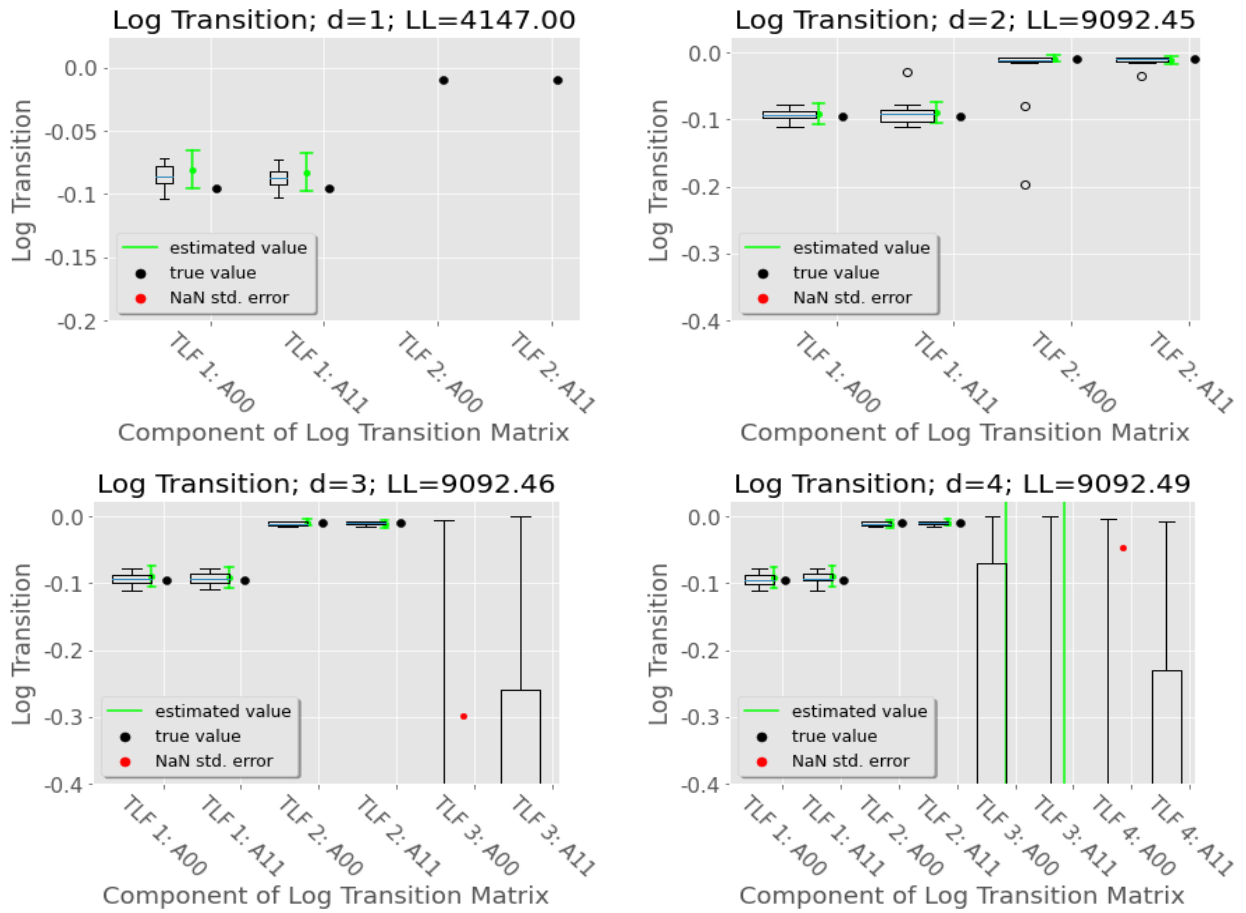 Log Transition; d=1; LL=4147.00
Log Transition
0.0
-0.05
-0.1
-0.15
-0.2
estimated value
true value
NaN std. error
TLF 1: A00
TLF 1: A11
TLF 2: A00
TLF 2: A11
Component of Log Transition Matrix
Log Transition; d=2; LL=9092.45
Log Transition
0.0
-0.1
-0.2
-0.3
-0.4
estimated value
true value
NaN std. error
TLF 1: A00
TLF 1: A11
TLF 2: A00
TLF 2: A11
Component of Log Transition Matrix
Log Transition; d=3; LL=9092.46
Log Transition
0.0
-0.1
-0.2
-0.3
-0.4
estimated value
true value
NaN std. error
TLF 1: A00
TLF 1: A11
TLF 2: A00
TLF 2: A11
TLF 3: A00
TLF 3: A11
Component of Log Transition Matrix
Log Transition; d=4; LL=9092.49
Log Transition
0.0
-0.1
-0.2
-0.3
-0.4
estimated value
true value
NaN std. error
TLF 1: A00
TLF 1: A11
TLF 2: A00
TLF 2: A11
TLF 3: A00
TLF 3: A11
TLF 4: A00
TLF 4: A11
Component of Log Transition Matrix